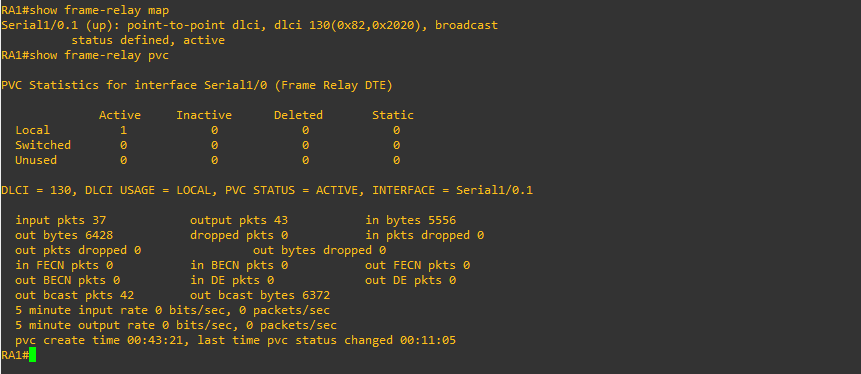 RA1#show frame-relay map
Serial1/0.1 (up): point-to-point dlci, dlci 130(0x82,0x2020), broadcast
status defined, active
RA1#show frame-relay pvc
PVC Statistics for interface Serial1/0 (Frame Relay DTE)
Active Inactive Deleted Static
Local 1 0 0 0
Switched 0 0 0 0
Unused 0 0 0 0
DLCI = 130, DLCI USAGE = LOCAL, PVC STATUS = ACTIVE, INTERFACE = Serial1/0.1
input pkts 37 output pkts 43 in bytes 5556
out bytes 6428 dropped pkts 0 in pkts dropped 0
out pkts dropped 0 out bytes dropped 0
in FECN pkts 0 in BECN pkts 0 out FECN pkts 0
out BECN pkts 0 in DE pkts 0 out DE pkts 0
out bcast pkts 42 out bcast bytes 6372
5 minute input rate 0 bits/sec, 0 packets/sec
5 minute output rate 0 bits/sec, 0 packets/sec
pvc create time 00:43:21, last time pvc status changed 00:11:05
RA1#